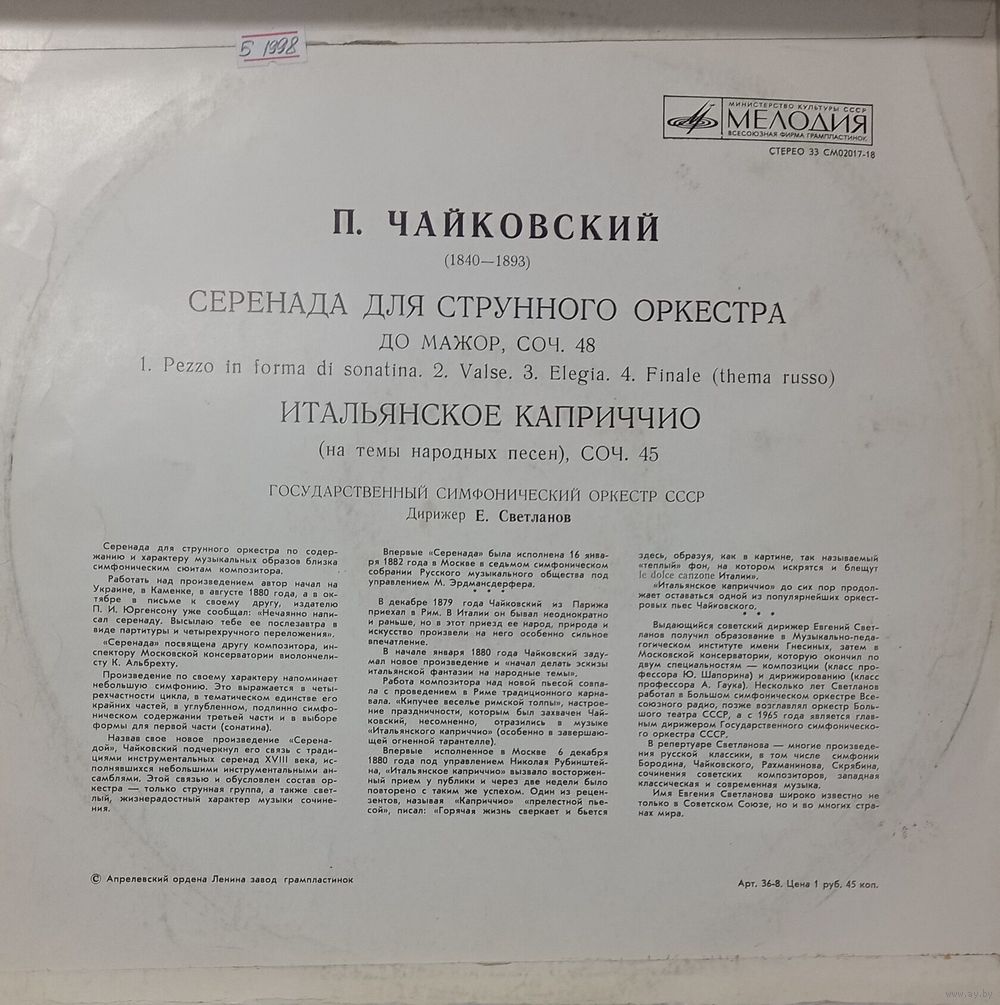 Б 1998
МИНИСТЕРСТВО КУЛЬТУРЫ СССР
МЕЛОДИЯ
ВСЕСОЮЗНАЯ ФИРМА ГРАМПЛАСТИНОК
СТЕРЕО 33 СМ02017-18
П. ЧАЙКОВСКИЙ
(1840—1893)
СЕРЕНАДА ДЛЯ СТРУННОГО ОРКЕСТРА
ДО МАЖОР, СОЧ. 48
1. Pezzo in forma di sonatina. 2. Valse. 3. Elegia. 4. Finale (thema russo)
ИТАЛЬЯНСКОЕ КАПРИЧЧИО
(на темы народных песен), СОЧ. 45
ГОСУДАРСТВЕННЫЙ СИМФОНИЧЕСКИЙ ОРКЕСТР СССР
Дирижер Е. Светланов
Серенада для струнного оркестра по содер-
жанию и характеру музыкальных образов близка
симфоническим сюитам композитора.
Работать над произведением автор начал на
Украине, в Каменке, в августе 1880 года, а в ок-
тябре в письме к своему другу, издателю
П. И. Юргенсону уже сообщал: «Нечаянно напи-
сал серенаду. Высылаю тебе ее послезавтра в
виде партитуры и четырехручного переложения».
«Серенада» посвящена другу композитора, ин-
спектору Московской консерватории виолончели-
сту К. Альбрехту.
Произведение по своему характеру напоминает
небольшую симфонию. Это выражается в четы-
рехчастности цикла, в тематическом единстве его
крайних частей, в углубленном, подлинно симфо-
ническом содержании третьей части и в выборе
формы для первой части (сонатина).
Назвав свое новое произведение «Серена-
дой», Чайковский подчеркнул его связь с тради-
циями инструментальных серенад XVIII века, ис-
полнявшихся небольшими инструментальными ан-
самблями. Этой связью и обусловлен состав ор-
кестра — только струнная группа, а также свет-
лый, жизнерадостный характер музыки сочине-
ния.
Впервые «Серенада» была исполнена 16 янва-
ря 1882 года в Москве в седьмом симфоническом
собрании Русского музыкального общества под
управлением М. Эрдмансдерфера.
* * *
В декабре 1879 года Чайковский из Парижа
приехал в Рим. В Италии он бывал неоднократно
и раньше, но в этот приезд ее народ, природа и
искусство произвели на него особенно сильное
впечатление.
В начале января 1880 года Чайковский заду-
мал новое произведение и «начал делать эскизы
итальянской фантазии на народные темы».
Работа композитора над новой пьесой совпа-
ла с проведением в Риме традиционного карна-
вала. «Кипучее веселье римской толпы», настрое-
ние праздничности, которым был захвачен Чай-
ковский, несомненно, отразились в музыке
«Итальянского каприччио» (особенно в завершаю-
щей огненной тарантелле).
Впервые исполненное в Москве 6 декабря
1880 года под управлением Николая Рубинштей-
на, «Итальянское каприччио» вызвало восторжен-
ный прием у публики и через две недели было
повторено с таким же успехом. Один из рецен-
зентов, называя «Каприччио» «прелестной пье-
сой», писал: «Горячая жизнь сверкает и бьется
здесь, образуя, как в картине, так называемый
«теплый» фон, на котором искрятся и блещут
le dolce canzone Италии».
«Итальянское каприччио» до сих пор продол-
жает оставаться одной из популярнейших оркест-
ровых пьес Чайковского.
* * *
Выдающийся советский дирижер Евгений Свет-
ланов получил образование в Музыкально-педа-
гогическом институте имени Гнесиных, затем в
Московской консерватории, которую окончил по
двум специальностям — композиции (класс про-
фессора Ю. Шапорина) и дирижированию (класс
профессора А. Гаука). Несколько лет Светланов
работал в Большом симфоническом оркестре Все-
союзного радио, позже возглавлял оркестр Боль-
шого театра СССР, а с 1965 года является глав-
ным дирижером Государственного симфоническо-
го оркестра СССР.
В репертуаре Светланова — многие произведе-
ния русской классики, в том числе симфонии
Бородина, Чайковского, Рахманинова, Скрябина,
сочинения советских композиторов, западная
классическая и современная музыка.
Имя Евгения Светланова широко известно не
только в Советском Союзе, но и во многих стра-
нах мира.
© Апрелевский ордена Ленина завод грампластинок
Арт. 36-8. Цена 1 руб. 45 коп.
www.ay.by